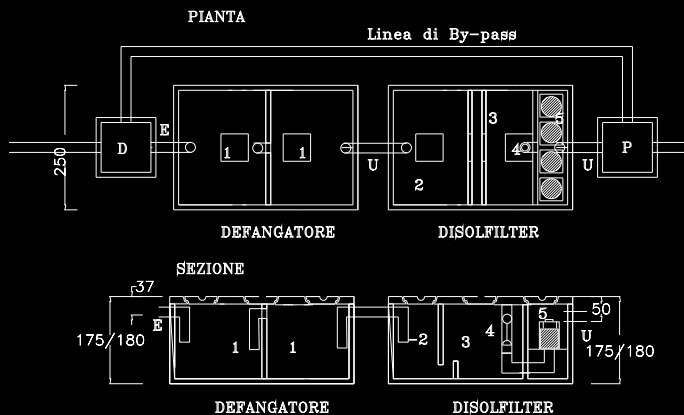 PIANTA
Linea di By-pass
E
D
P
250
1
1
U
2
3
4
5
U
DEFANGATORE
DISOLFILTER
SEZIONE
37
E
175/180
1
1
2
3
4
5
50
U
175/180
DEFANGATORE
DISOLFILTER